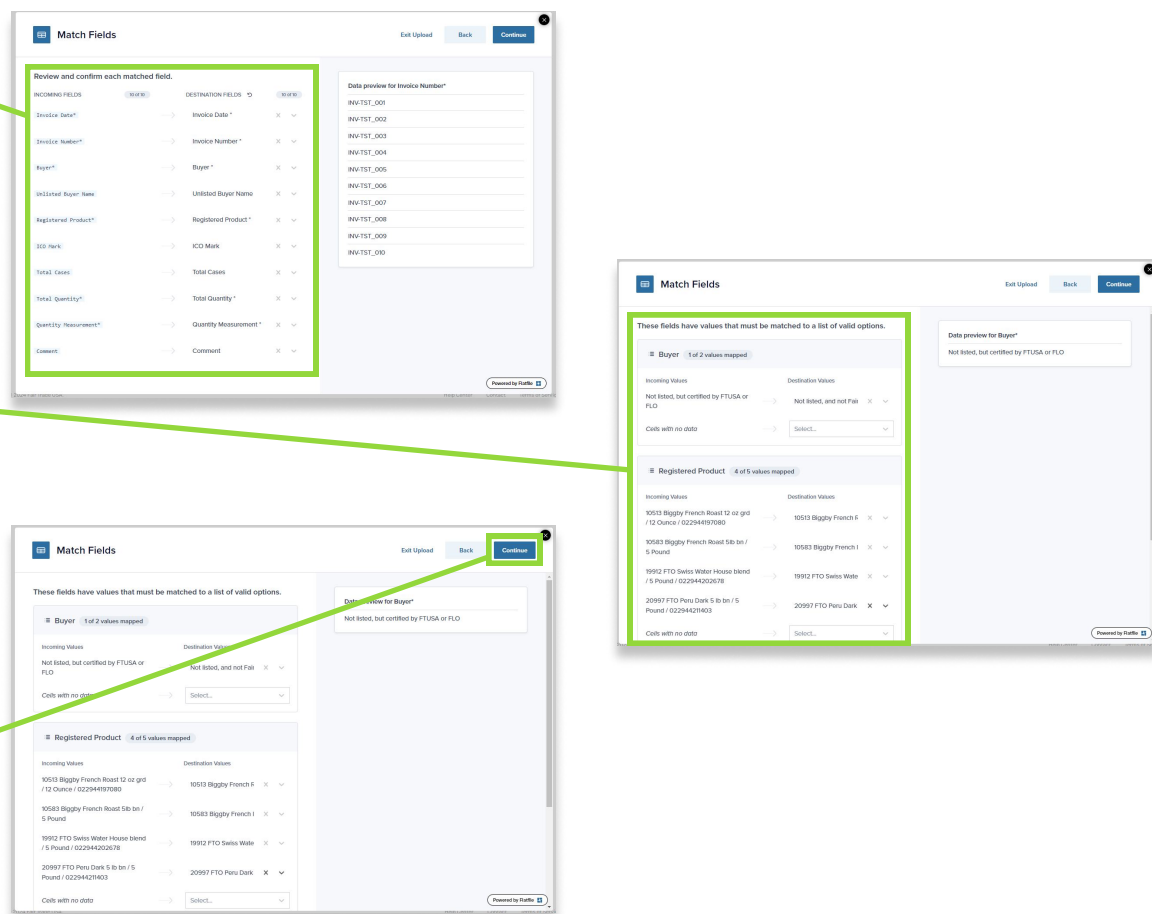 Match Fields
Exit Upload
Back
Continue
Review and confirm each matched field.
INCOMING FIELDS
10 of 10
DESTINATION FIELDS
10 of 10
Invoice Date*
Invoice Date *
Invoice Number*
Invoice Number *
Buyer*
Buyer *
Unlisted Buyer Name
Unlisted Buyer Name
Registered Product*
Registered Product *
ICO Mark
ICO Mark
Total Cases
Total Cases
Total Quantity*
Total Quantity *
Quantity Measurement*
Quantity Measurement *
Comment
Comment
Data preview for Invoice Number*
INV-TST_001
INV-TST_002
INV-TST_003
INV-TST_004
INV-TST_005
INV-TST_006
INV-TST_007
INV-TST_008
INV-TST_009
INV-TST_010
Powered by Flatfile
Match Fields
Exit Upload
Back
Continue
These fields have values that must be matched to a list of valid options.
Buyer
1 of 2 values mapped
Incoming Values
Destination Values
Not listed, but certified by FTUSA or
FLO
Not listed, and not Fair
Cells with no data
Select...
Registered Product
4 of 5 values mapped
Incoming Values
Destination Values
10513 Biggby French Roast 12 oz grd
/ 12 Ounce / 022944197080
10513 Biggby French R
10583 Biggby French Roast 5lb bn /
5 Pound
10583 Biggby French
19912 FTO Swiss Water House blend
/ 5 Pound / 022944202678
19912 FTO Swiss Wate
20997 FTO Peru Dark 5 lb bn / 5
Pound / 022944211403
20997 FTO Peru Dark
Cells with no data
Select...
Data preview for Buyer*
Not listed, but certified by FTUSA or FLO
Powered by Flatfile
Match Fields
Exit Upload
Back
Continue
These fields have values that must be matched to a list of valid options.
Buyer
1 of 2 values mapped
Incoming Values
Destination Values
Not listed, but certified by FTUSA or
FLO
Not listed, and not Fair
Cells with no data
Select...
Registered Product
4 of 5 values mapped
Incoming Values
Destination Values
10513 Biggby French Roast 12 oz grd
/ 12 Ounce / 022944197080
10513 Biggby French R
10583 Biggby French Roast 5lb bn /
5 Pound
10583 Biggby French
19912 FTO Swiss Water House blend
/ 5 Pound / 022944202678
19912 FTO Swiss Wate
20997 FTO Peru Dark 5 lb bn / 5
Pound / 022944211403
20997 FTO Peru Dark
Cells with no data
Select...
Data preview for Buyer*
Not listed, but certified by FTUSA or FLO
Powered by Flatfile